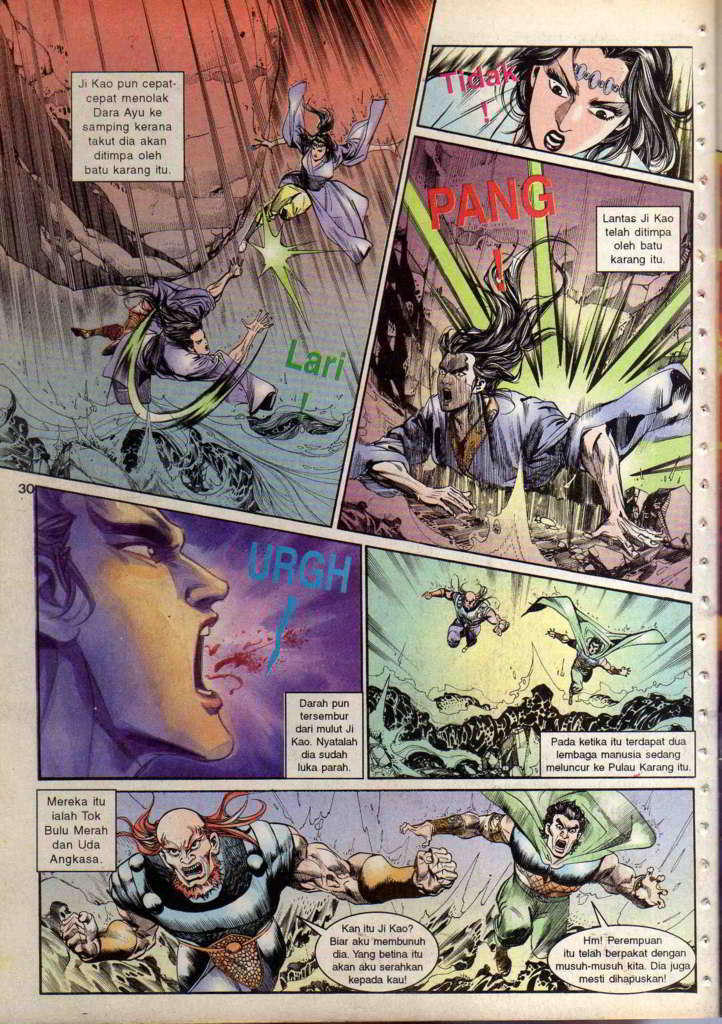 Ji Kao pun cepat-
cepat menolak
Dara Ayu ke
samping kerana
takut dia akan
ditimpa oleh
batu karang itu.
Lari
!
Tidak
!
PANG
!
Lantas Ji Kao
telah ditimpa
oleh batu
karang itu.
30
URGH
!
Darah pun
tersembur
dari mulut Ji
Kao. Nyatalah
dia sudah
luka parah.
Pada ketika itu terdapat dua
lembaga manusia sedang
meluncur ke Pulau Karang itu.
Mereka itu
ialah Tok
Bulu Merah
dan Uda
Angkasa.
Kan itu Ji Kao?
Biar aku membunuh
dia. Yang betina itu
akan aku serahkan
kepada kau!
Hm! Perempuan
itu telah berpakat dengan
musuh-musuh kita. Dia juga
mesti dihapuskan!